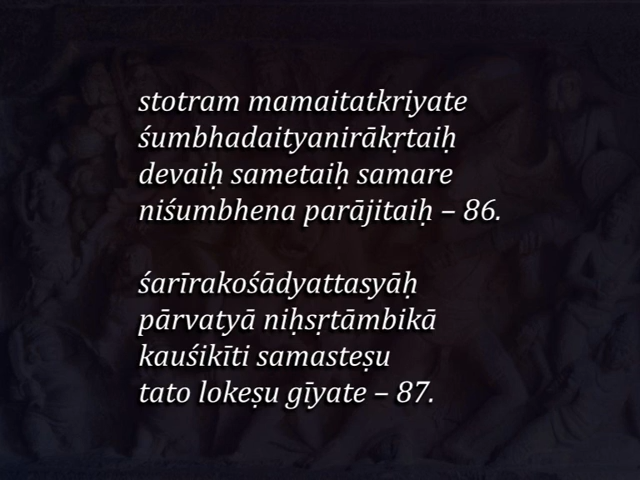 stotram mamaitatkriyate
śumbhadaityanirākṛtaiḥ
devaiḥ sametaiḥ samare
niśumbhena parājitaiḥ – 86.
śarīrakośādyattasyāḥ
pārvatyā niḥsṛtāmbikā
kauśikīti samasteṣu
tato lokeṣu gīyate – 87.